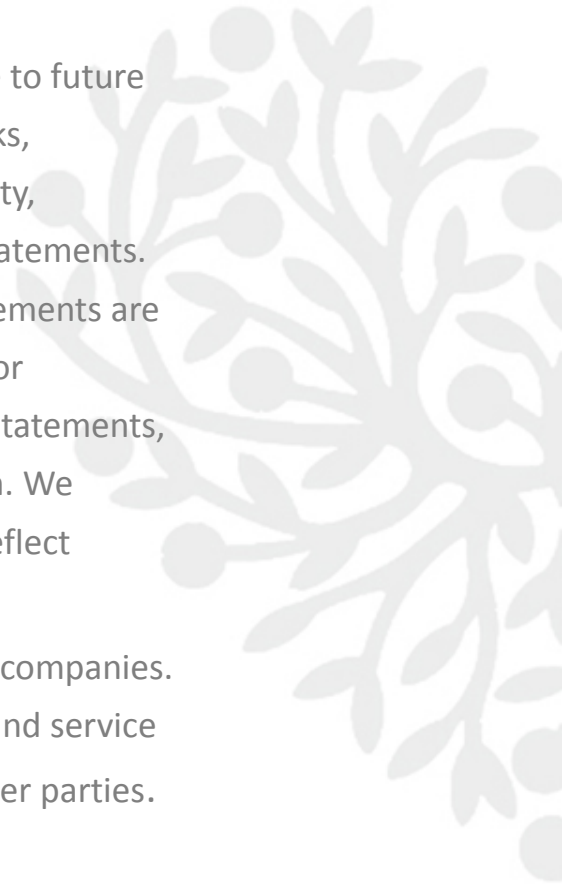 to future
ks,
ty,
atements.
ements are
or
tatements,
. We
eflect
companies.
nd service
er parties.